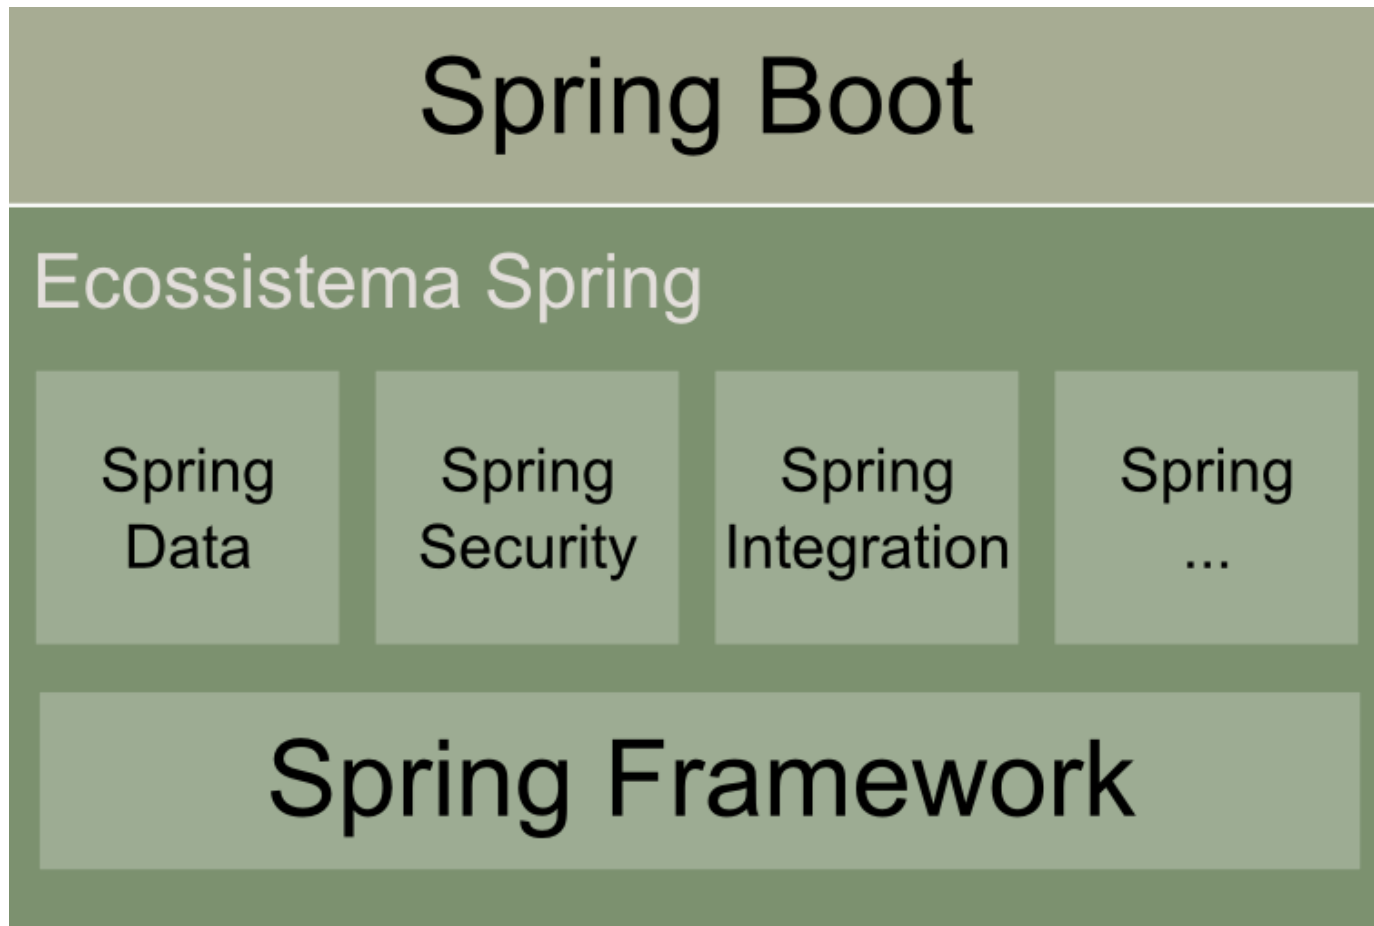 Spring Boot
Ecossistema Spring
Spring
Data
Spring
Security
Spring
Integration
Spring
...
Spring Framework